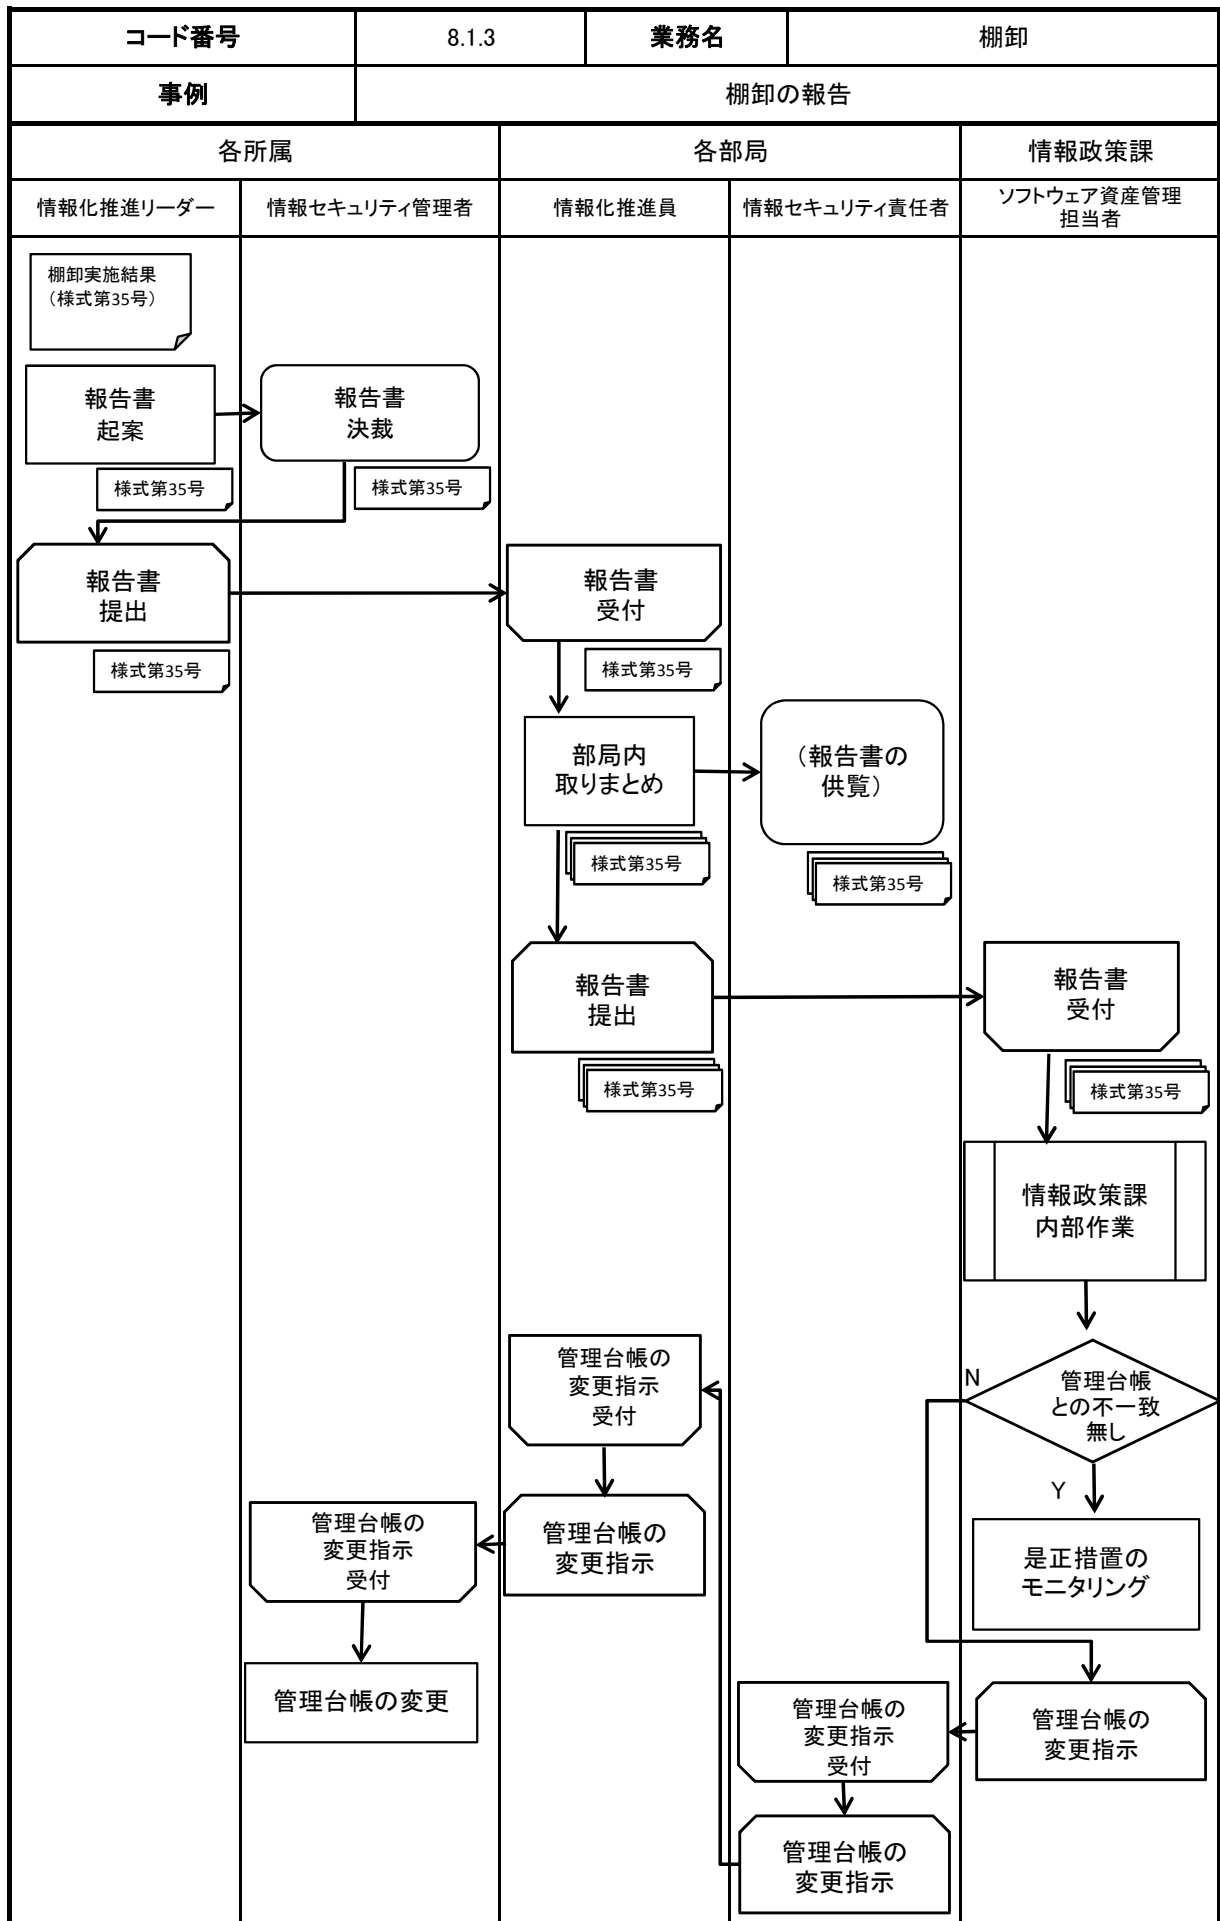 コード番号
8.1.3
業務名
棚卸
事例
棚卸の報告
各所属
各部局
情報政策課
情報化推進リーダー
情報セキュリティ管理者
情報化推進員
情報セキュリティ責任者
ソフトウェア資産管理
担当者
棚卸実施結果
（様式第35号）
報告書
起案
報告書
決裁
様式第35号
様式第35号
報告書
提出
報告書
受付
様式第35号
様式第35号
部局内
取りまとめ
（報告書の
供覧）
様式第35号
様式第35号
報告書
提出
報告書
受付
様式第35号
様式第35号
情報政策課
内部作業
管理台帳の
変更指示
受付
N
管理台帳
との不一致
無し
Y
管理台帳の
変更指示
受付
管理台帳の
変更指示
是正措置の
モニタリング
管理台帳の変更
管理台帳の
変更指示
受付
管理台帳の
変更指示
管理台帳の
変更指示